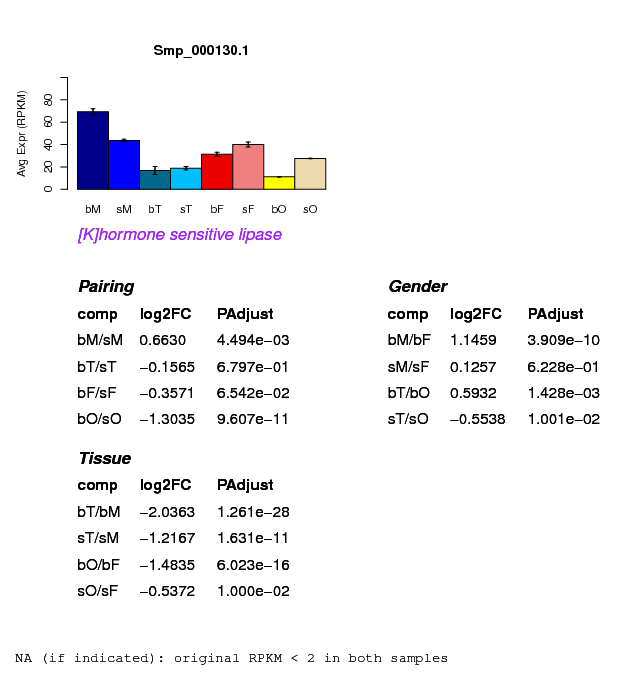 Smp_000130.1
Avg Expr (RPKM)
0 20 40 60 80
bM sM bT sT bF sF bO sO
[K]hormone sensitive lipase
Pairing
comp log2FC PAdjust
bM/sM 0.6630 4.494e−03
bT/sT −0.1565 6.797e−01
bF/sF −0.3571 6.542e−02
bO/sO −1.3035 9.607e−11
Gender
comp log2FC PAdjust
bM/bF 1.1459 3.909e−10
sM/sF 0.1257 6.228e−01
bT/bO 0.5932 1.428e−03
sT/sO −0.5538 1.001e−02
Tissue
comp log2FC PAdjust
bT/bM −2.0363 1.261e−28
sT/sM −1.2167 1.631e−11
bO/bF −1.4835 6.023e−16
sO/sF −0.5372 1.000e−02
NA (if indicated): original RPKM < 2 in both samples